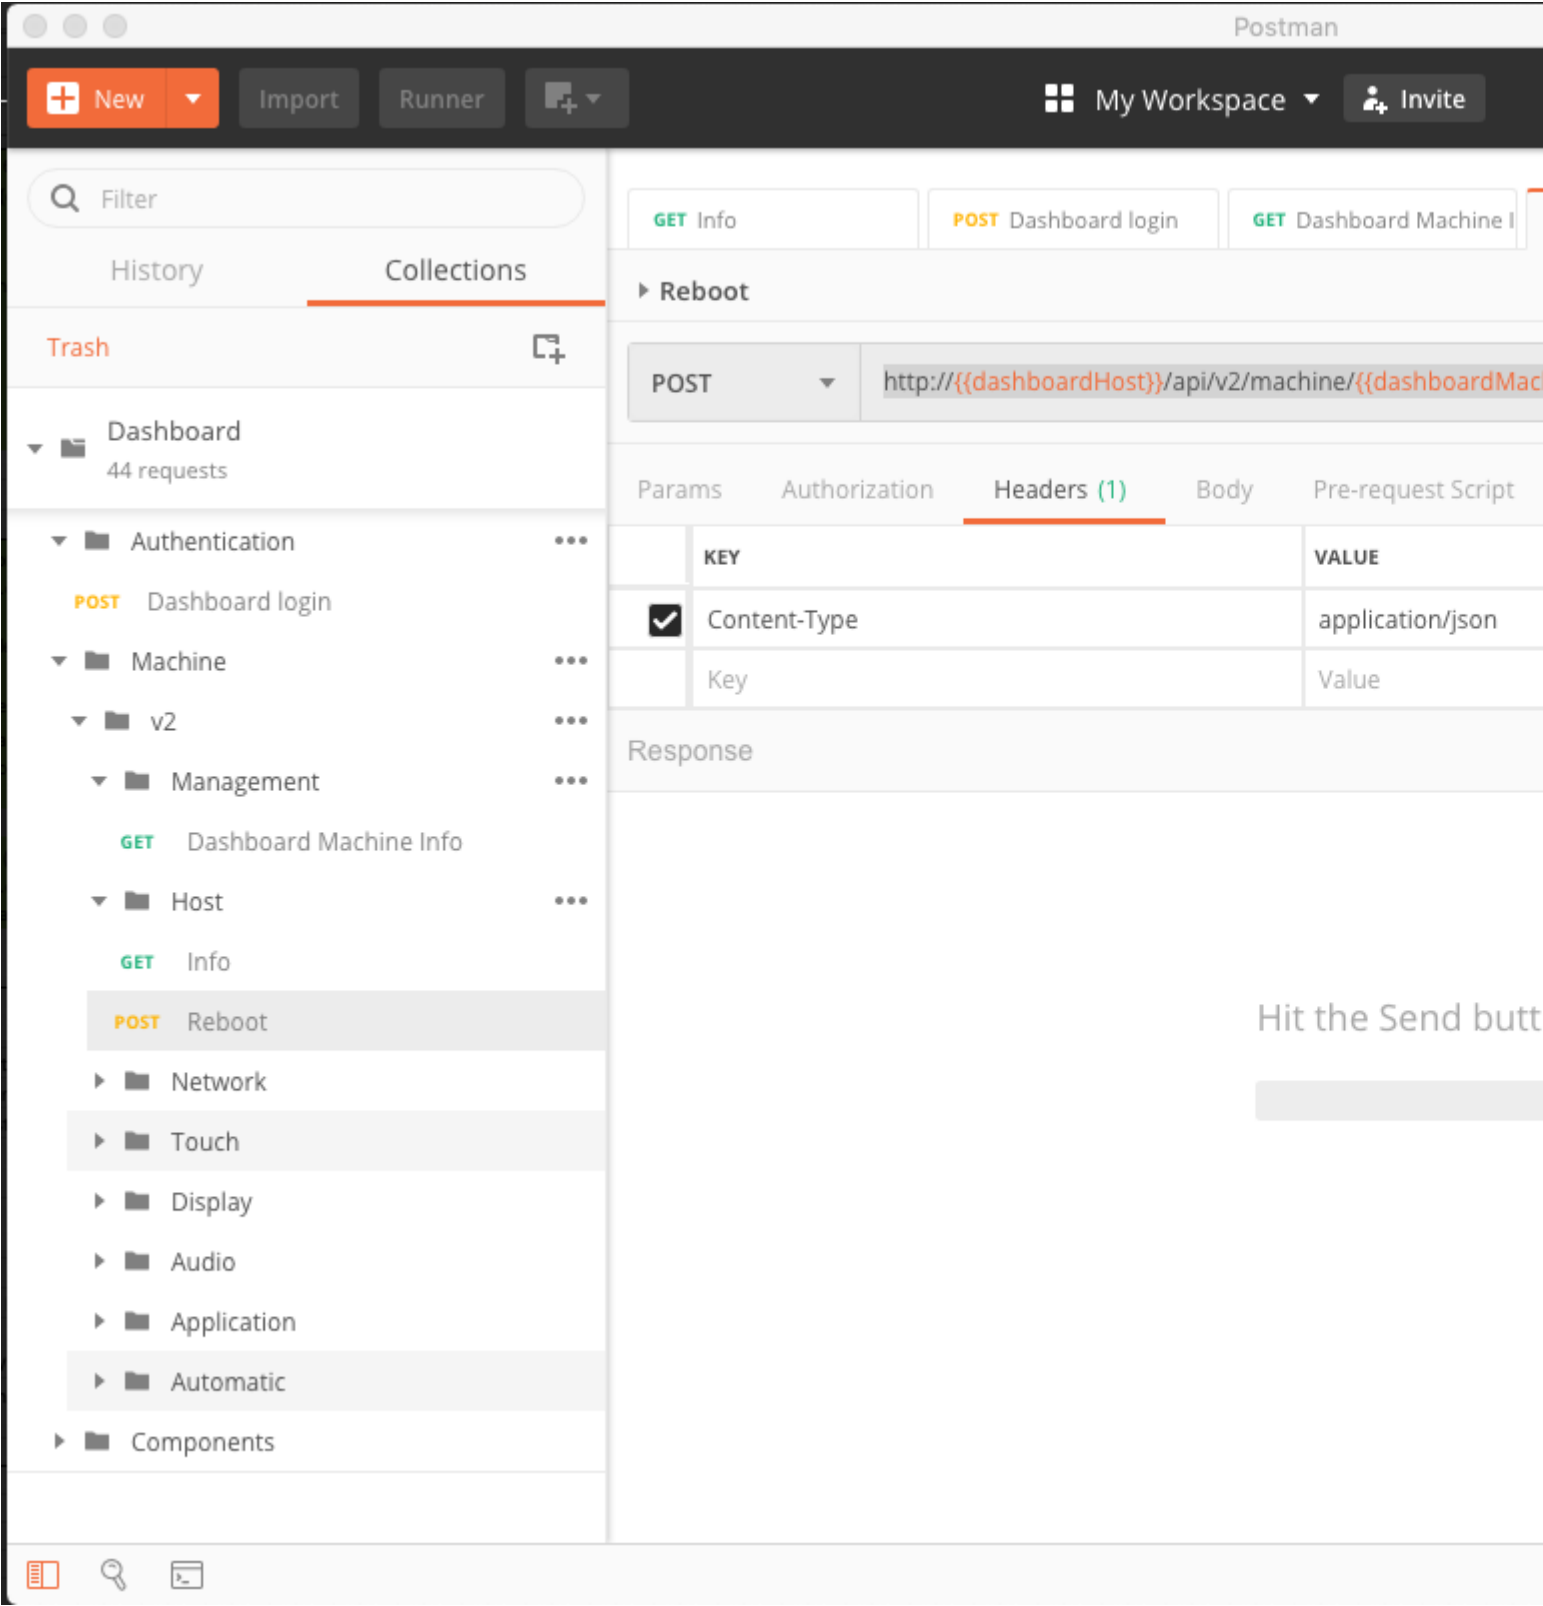 Postman
New Import Runner My Workspace Invite
Filter
History Collections
Trash
Dashboard
44 requests
Authentication
POST Dashboard login
Machine
v2
Management
GET Dashboard Machine Info
Host
GET Info
POST Reboot
Network
Touch
Display
Audio
Application
Automatic
Components
GET Info POST Dashboard login GET Dashboard Machine I
Reboot
POST http://{{dashboardHost}}/api/v2/machine/{{dashboardMac
Params Authorization Headers (1) Body Pre-request Script
KEY VALUE
Content-Type application/json
Key Value
Response
Hit the Send butt